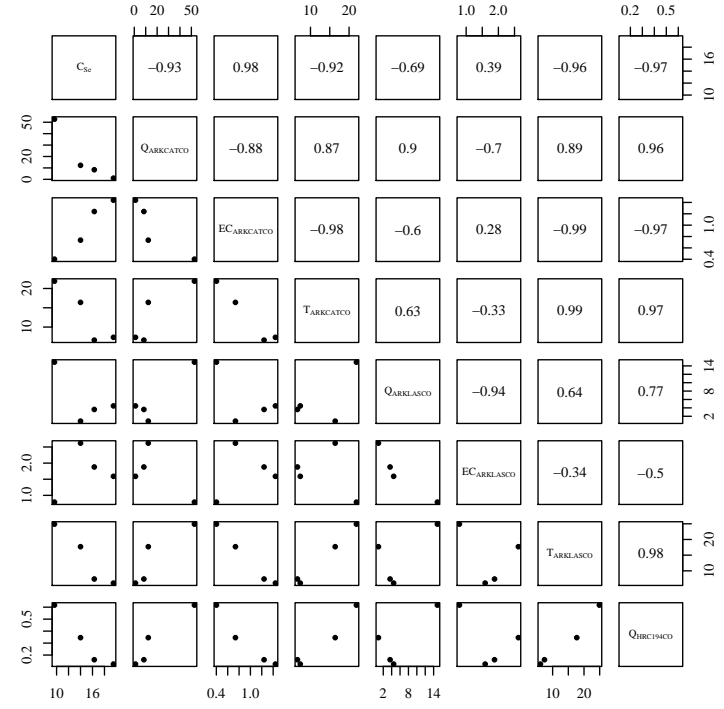 0 20 50
10 20
1.0 2.0
0.2 0.5
C_Se −0.93 0.98 −0.92 −0.69 0.39 −0.96 −0.97
10 16
0 20 50
Q_ARKCATCO −0.88 0.87 0.9 −0.7 0.89 0.96
EC_ARKCATCO −0.98 −0.6 0.28 −0.99 −0.97
0.4 1.0
10 20
T_ARKCATCO 0.63 −0.33 0.99 0.97
Q_ARKLASCO −0.94 0.64 0.77
2 8 14
1.0 2.0
EC_ARKLASCO −0.34 −0.5
T_ARKLASCO 0.98
10 20
0.2 0.5
Q_HRC194CO
10 16
0.4 1.0
2 8 14
10 20